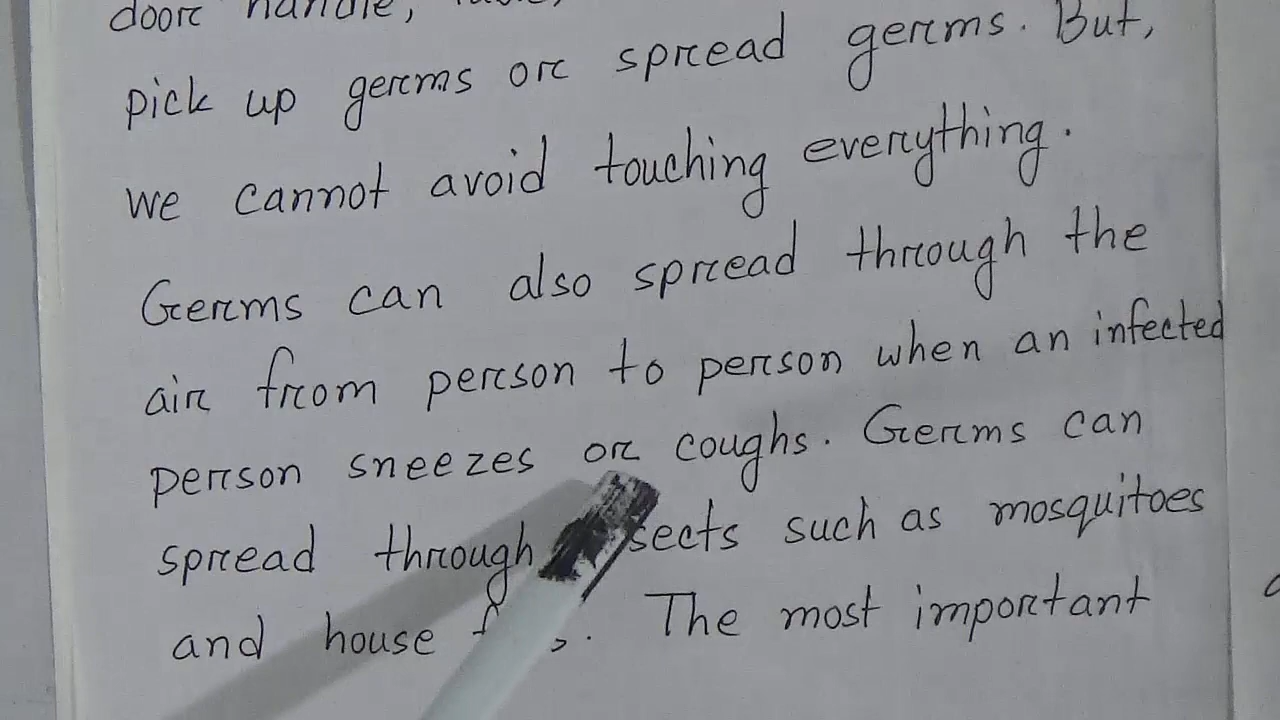 door handle,
pick up germs or spread germs. But,
we cannot avoid touching everything.
Germs can also spread through the
air from person to person when an infected
person sneezes or coughs. Germs can
spread through sects such as mosquitoes
and house . The most important